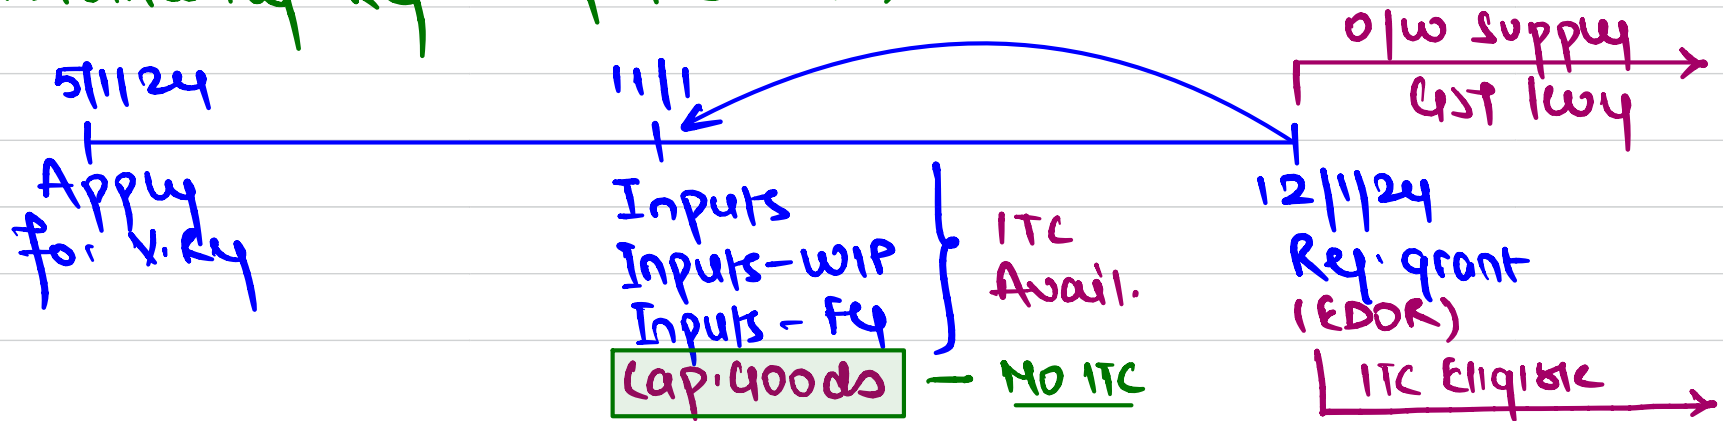 O/W Supply
5/1/24
11/1
GST levy
Apply
for V.Reg
Inputs
Inputs-WIP
Inputs - FG
ITC
Avail.
12/1/24
Reg. grant
(EDOR)
Cap. Goods — NO ITC
ITC Eligible